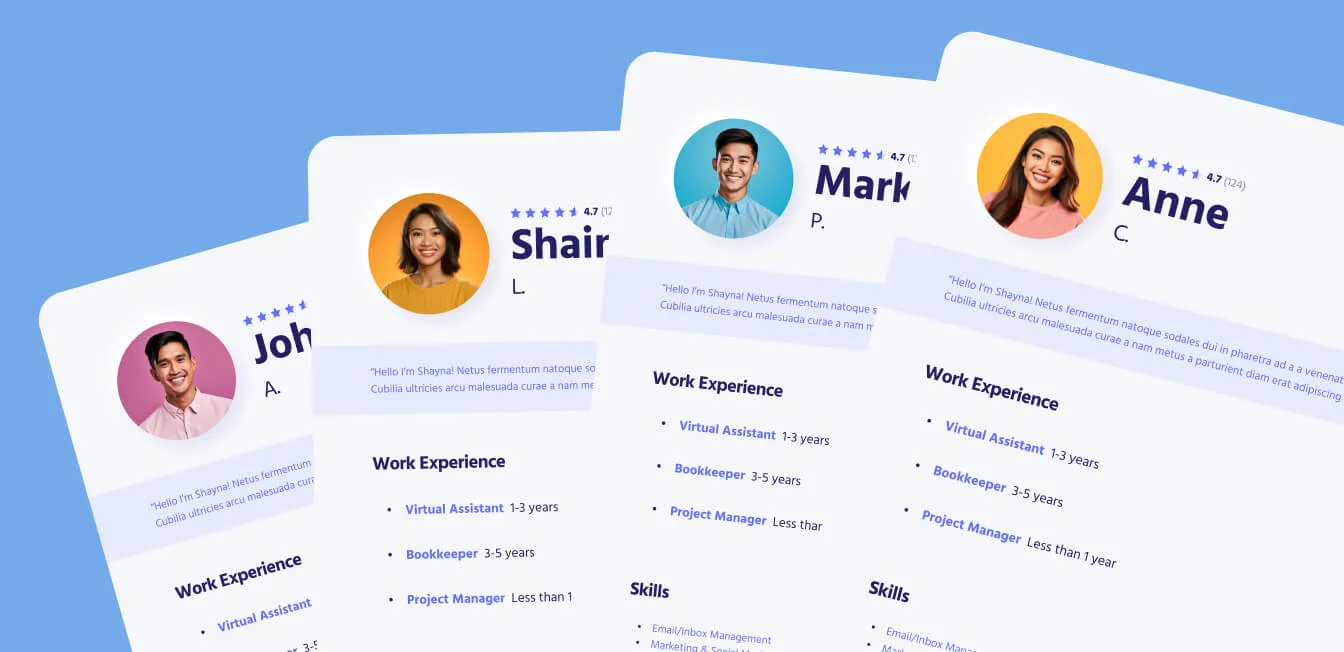 4.7
Joh
A.
"Hello I'm Shayna! Netus fermentum
Cubilia ultricies arcu malesuada
Work Experience
• Virtual Assistant
4.7 (12
Shair
L.
"Hello I'm Shayna! Netus fermentum natoque so
Cubilia ultricies arcu malesuada curae a nam me
Work Experience
• Virtual Assistant 1-3 years
• Bookkeeper 3-5 years
• Project Manager Less than 1
4.7
Mark
P.
"Hello I'm Shayna! Netus fermentum natoque s
Cubilia ultricies arcu malesuada curae a nam
Work Experience
• Virtual Assistant 1-3 years
• Bookkeeper 3-5 years
• Project Manager Less
Skills
• Email/Inbox Management
• Marketing & Social
4.7 (124)
Anne
C.
"Hello I'm Shayna! Netus fermentum natoque sodales dui in pharetra ad a a venenat
Cubilia ultricies arcu malesuada curae a nam metus a parturient diam erat adipiscing
Work Experience
• Virtual Assistant 1-3 years
• Bookkeeper 3-5 years
• Project Manager Less than 1 year
Skills
• Email/Inbox